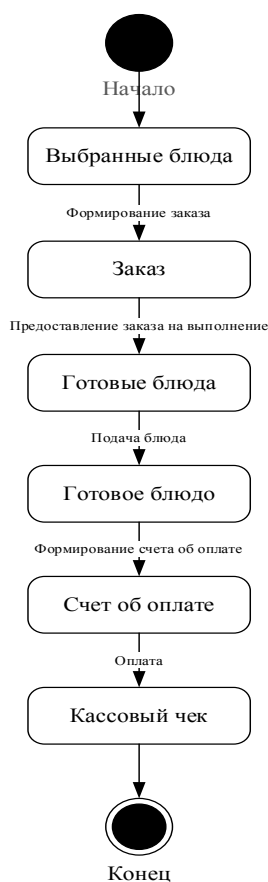 Начало
Выбранные блюда
Формирование заказа
Заказ
Предоставление заказа на выполнение
Готовые блюда
Подача блюда
Готовое блюдо
Формирование счета об оплате
Счет об оплате
Оплата
Кассовый чек
Конец